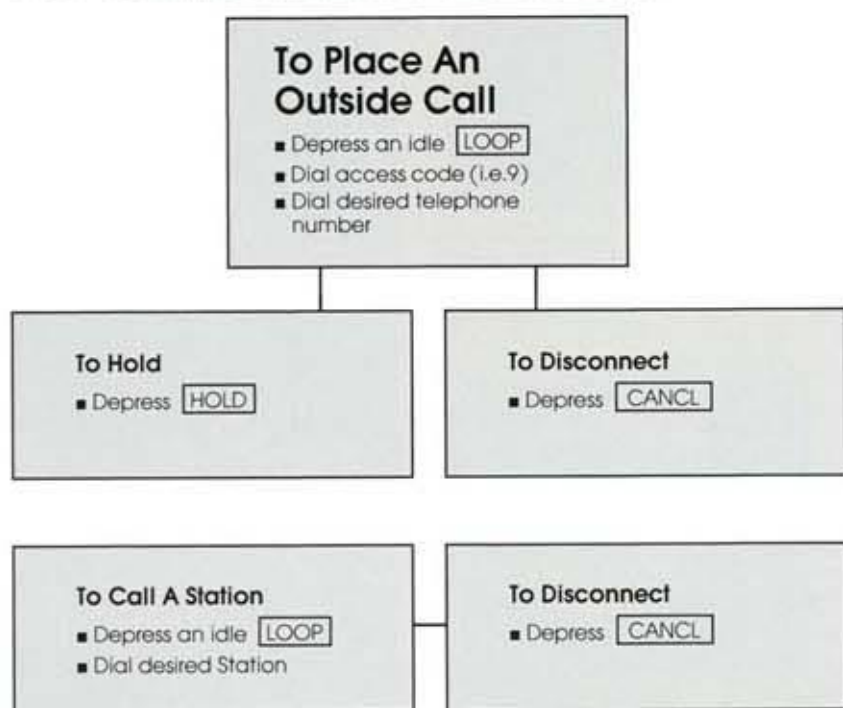 To Place An
Outside Call
■ Depress an idle LOOP
■ Dial access code (i.e.9)
■ Dial desired telephone
number
To Hold
■ Depress HOLD
To Disconnect
■ Depress CANCL
To Call A Station
■ Depress an idle LOOP
■ Dial desired Station
To Disconnect
■ Depress CANCL